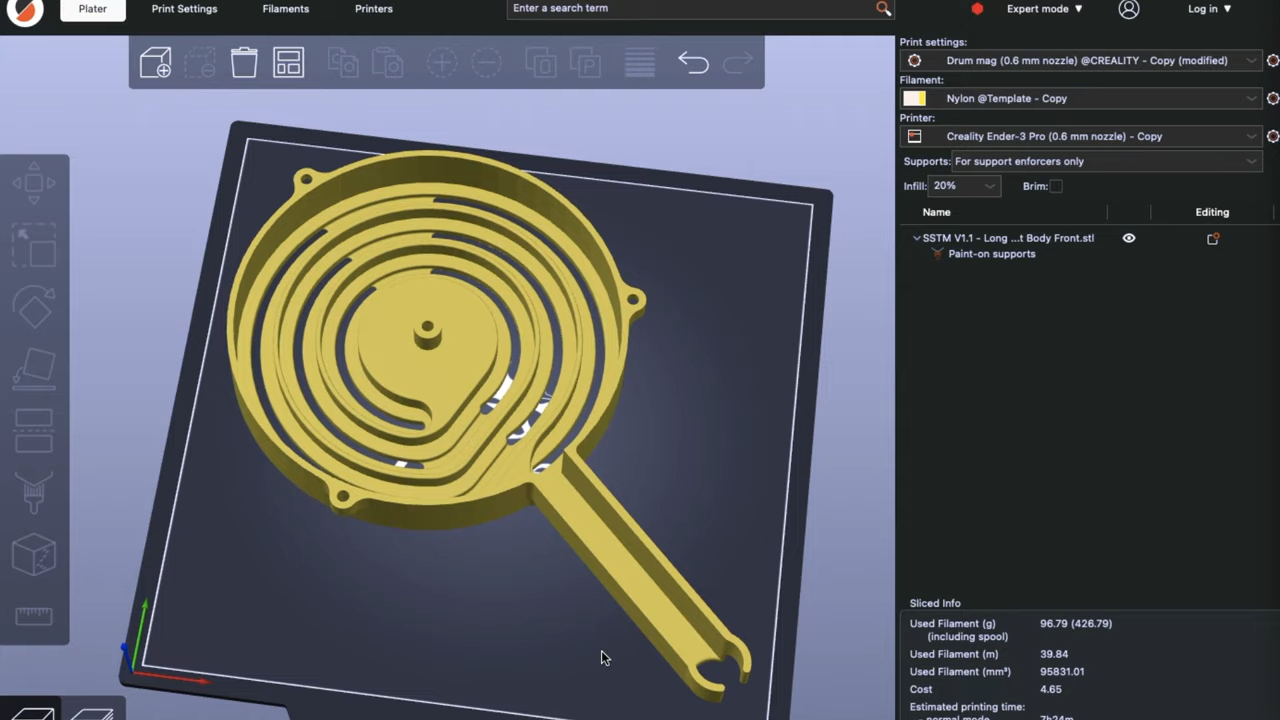 Plater
Print Settings
Filaments
Printers
Enter a search term
Expert mode
Log in
Print settings:
Drum mag (0.6 mm nozzle) @CREALITY - Copy (modified)
Filament:
Nylon @Template - Copy
Printer:
Creality Ender-3 Pro (0.6 mm nozzle) - Copy
Supports: For support enforcers only
Infill: 20% Brim:
Name Editing
SSTM V1.1 - Long ...t Body Front.stl
Paint-on supports
Sliced Info
Used Filament (g) 96.79 (426.79)
(including spool)
Used Filament (m) 39.84
Used Filament (mm³) 95831.01
Cost 4.65
Estimated printing time:
- normal mode 7h24m